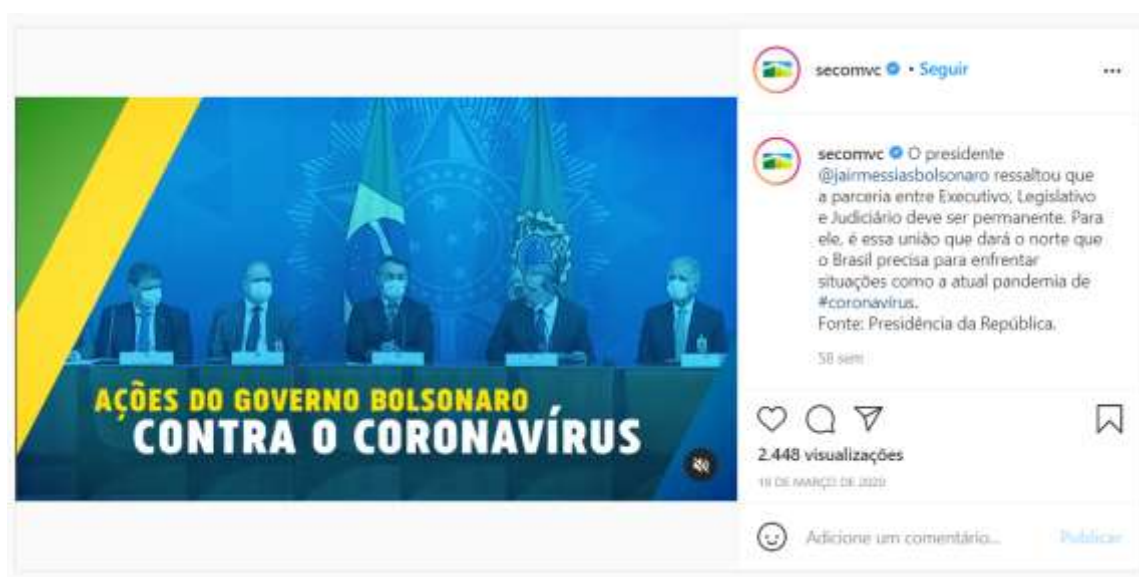 secomvc • Seguir
secomvc O presidente
@jairmessiasbolsonaro ressaltou que
a parceria entre Executivo, Legislativo
e Judiciário deve ser permanente. Para
ele, é essa união que dará o norte que
o Brasil precisa para enfrentar
situações como a atual pandemia de
#coronavírus.
Fonte: Presidência da República.
58 sem
AÇÕES DO GOVERNO BOLSONARO
CONTRA O CORONAVÍRUS
2.448 visualizações
DE MARÇO DE 2020
Adicione um comentário...
Publicar